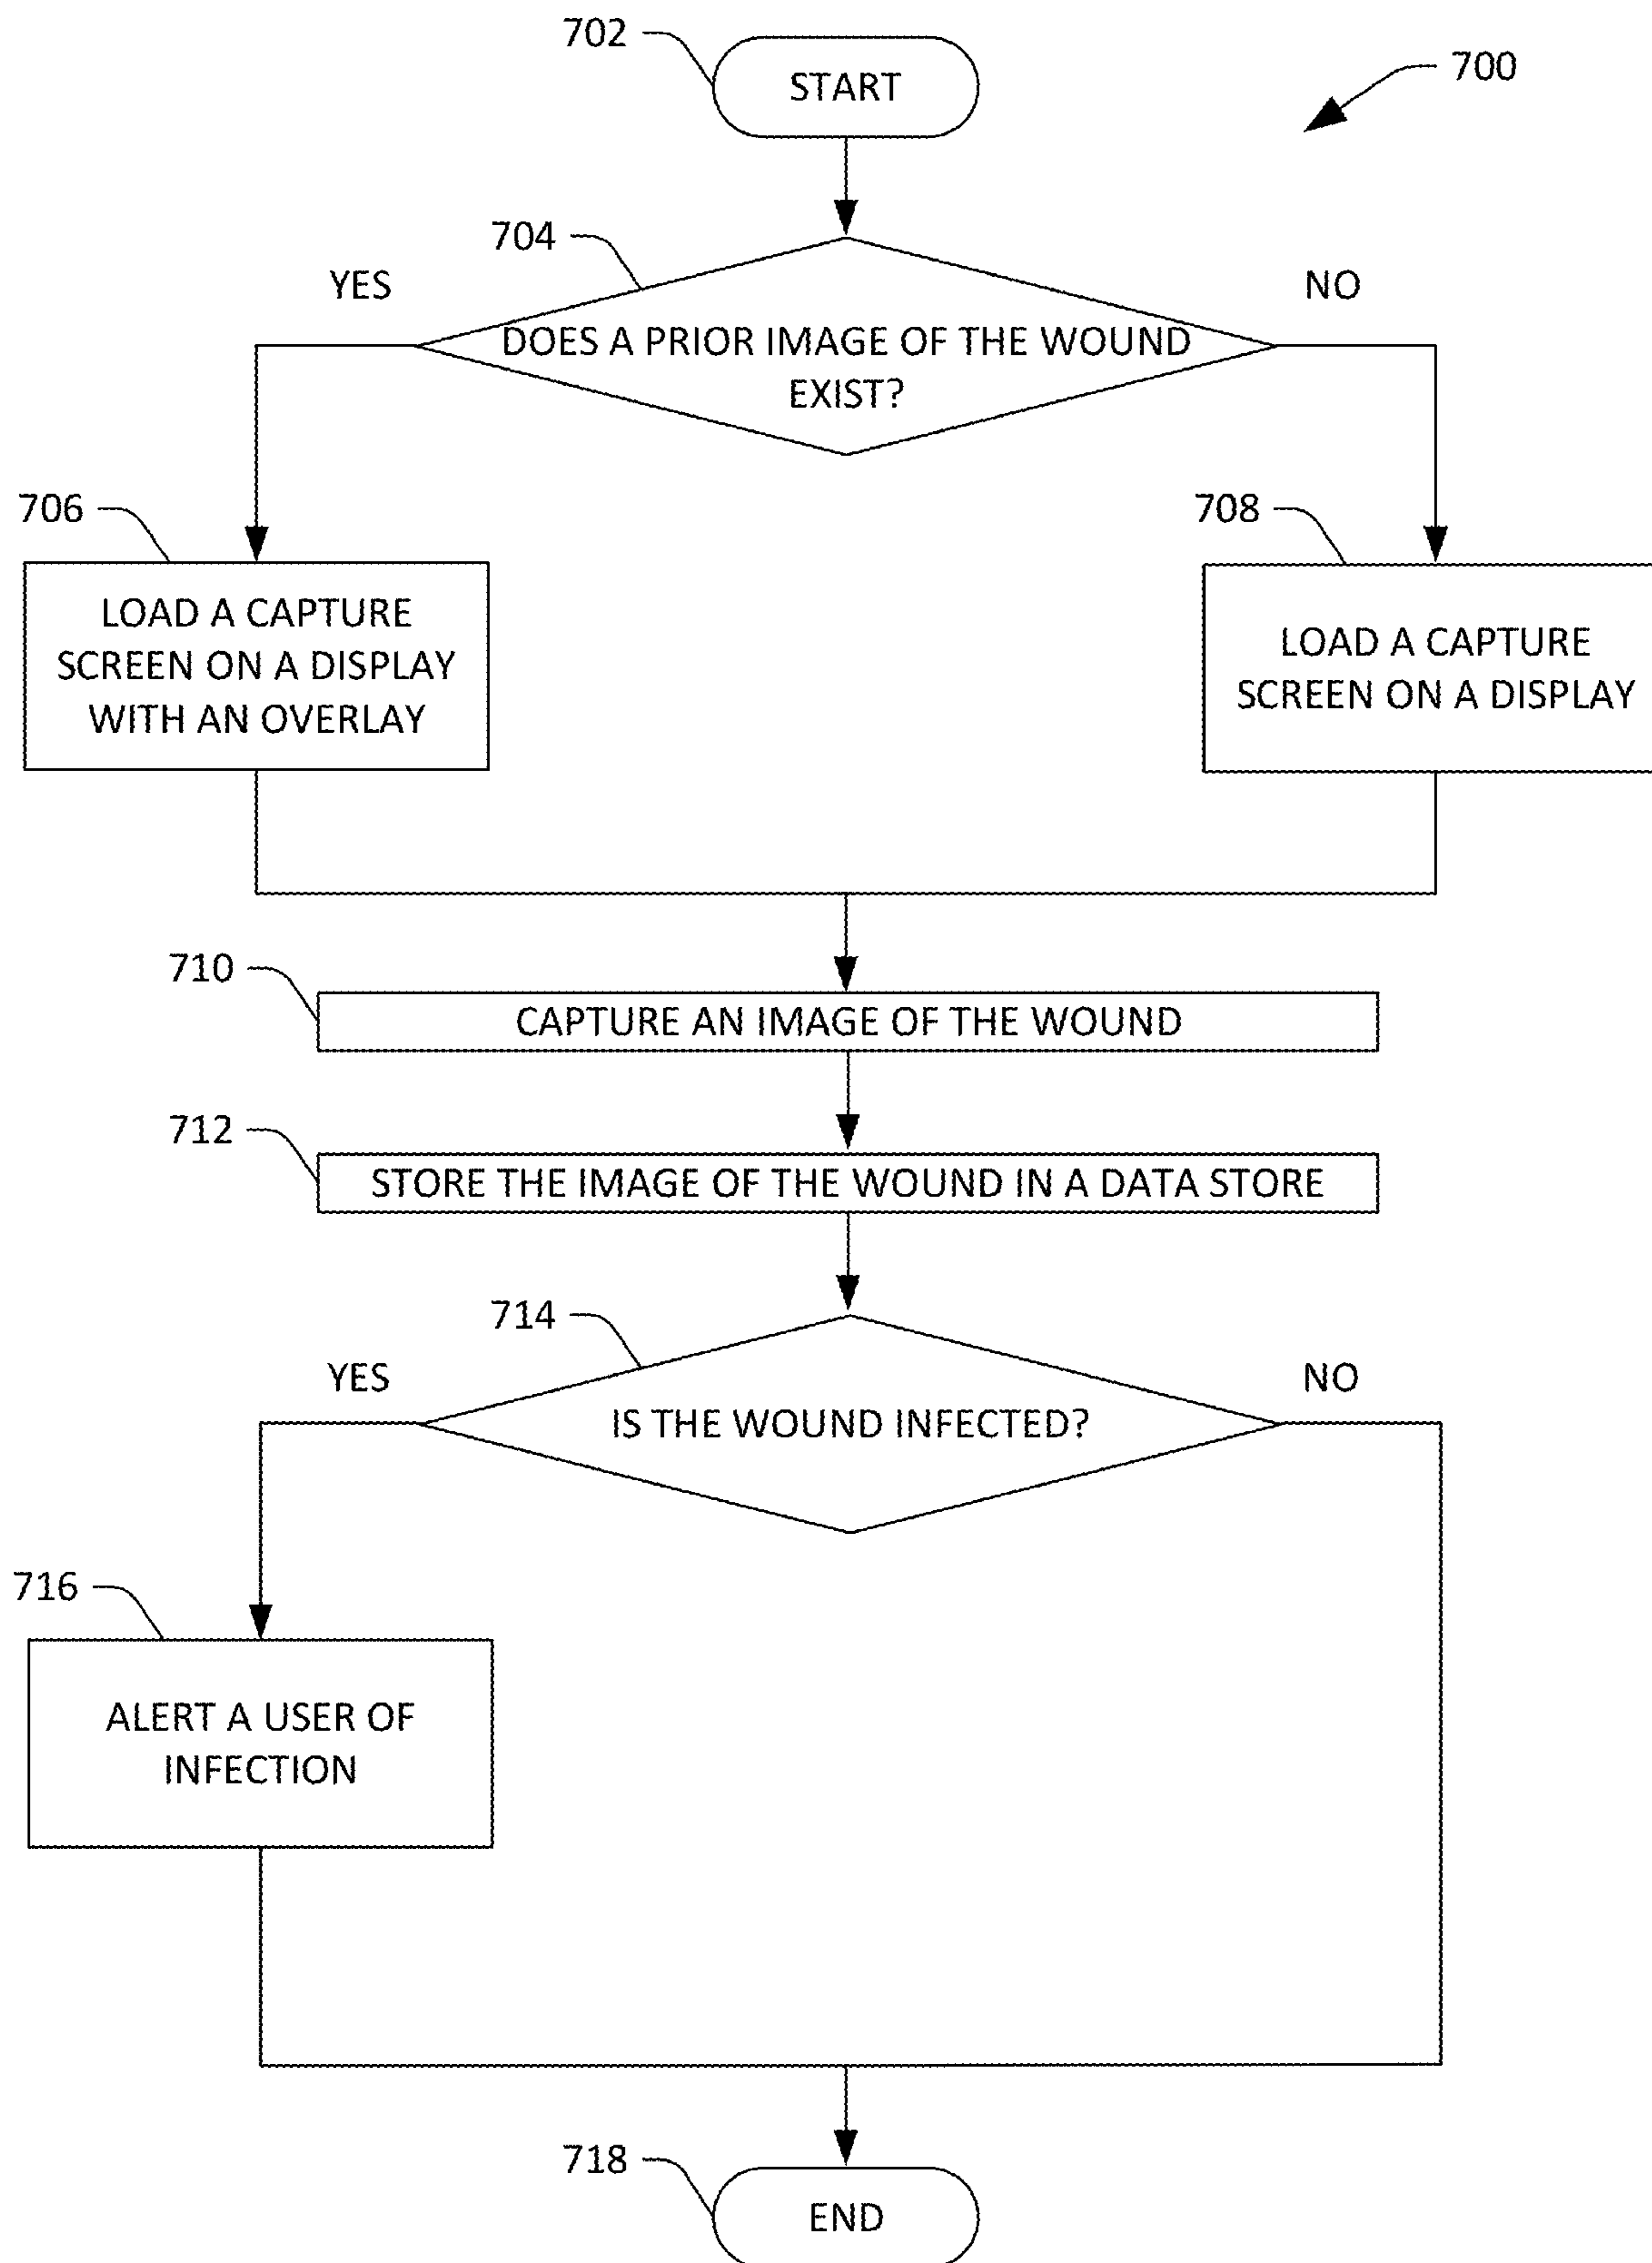 702
START
700
704
YES
NO
DOES A PRIOR IMAGE OF THE WOUND
EXIST?
706
708
LOAD A CAPTURE
SCREEN ON A DISPLAY
WITH AN OVERLAY
LOAD A CAPTURE
SCREEN ON A DISPLAY
710
CAPTURE AN IMAGE OF THE WOUND
712
STORE THE IMAGE OF THE WOUND IN A DATA STORE
714
YES
NO
IS THE WOUND INFECTED?
716
ALERT A USER OF
INFECTION
718
END